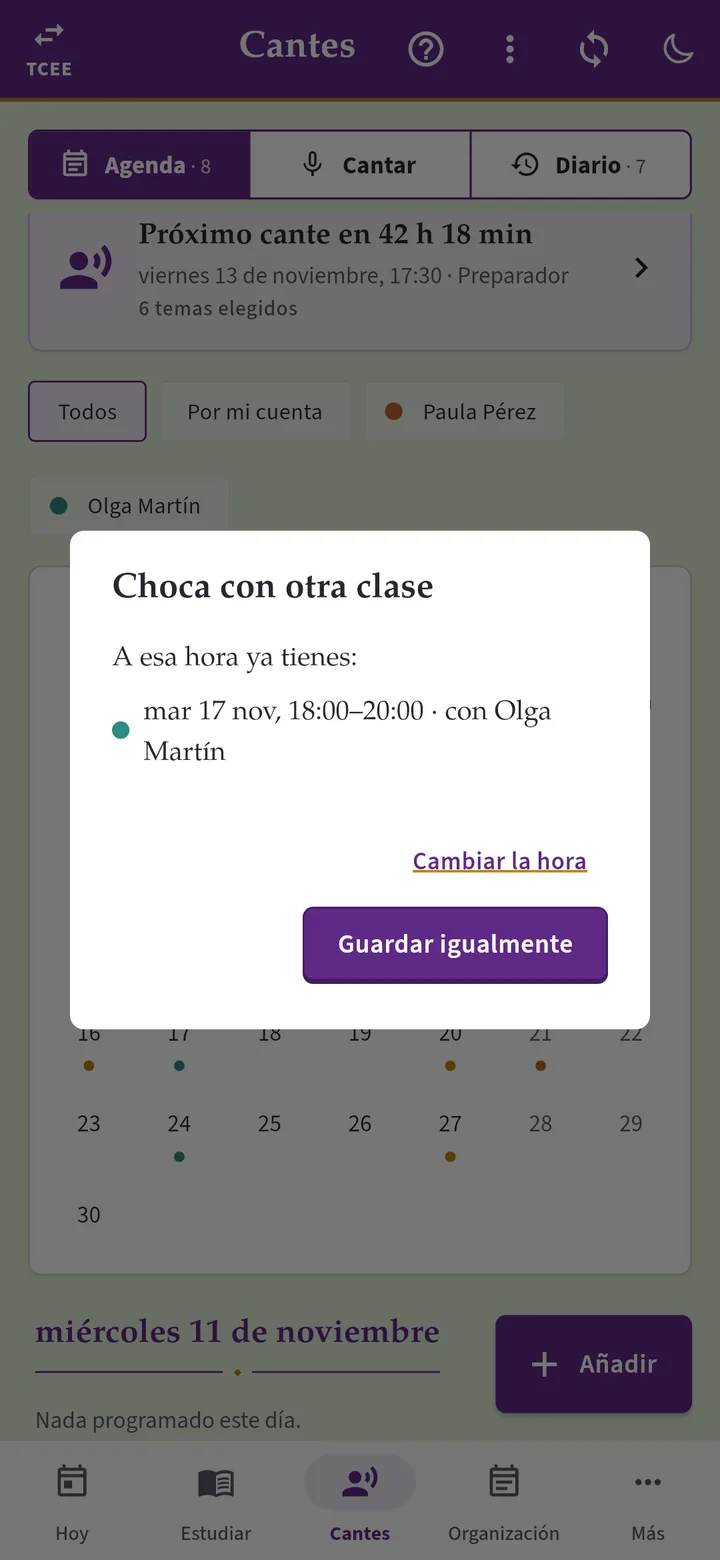 TCEE
Cantes
Agenda · 8
Cantar
Diario · 7
Próximo cante en 42 h 18 min
viernes 13 de noviembre, 17:30 · Preparador
6 temas elegidos
Todos
Por mi cuenta
Paula Pérez
Olga Martín
Choca con otra clase
A esa hora ya tienes:
mar 17 nov, 18:00–20:00 · con Olga
Martín
Cambiar la hora
Guardar igualmente
16 17 18 19 20 21 22
23 24 25 26 27 28 29
30
miércoles 11 de noviembre
Añadir
Nada programado este día.
Hoy
Estudiar
Cantes
Organización
Más